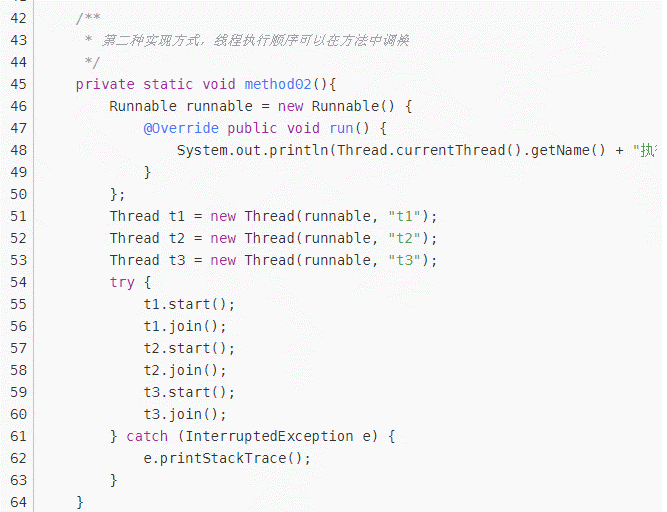 42 /**
43 * 第二种实现方式，线程执行顺序可以在方法中调换
44 */
45 private static void method02(){
46 Runnable runnable = new Runnable() {
47 @Override public void run() {
48 System.out.println(Thread.currentThread().getName() + "执
49 }
50 };
51 Thread t1 = new Thread(runnable, "t1");
52 Thread t2 = new Thread(runnable, "t2");
53 Thread t3 = new Thread(runnable, "t3");
54 try {
55 t1.start();
56 t1.join();
57 t2.start();
58 t2.join();
59 t3.start();
60 t3.join();
61 } catch (InterruptedException e) {
62 e.printStackTrace();
63 }
64 }